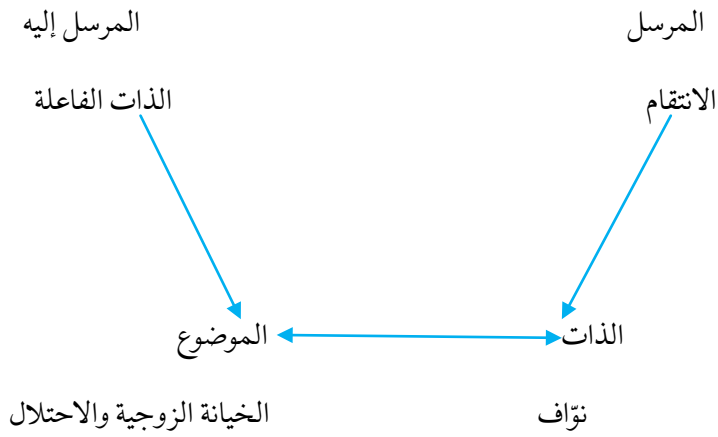 المرسل المرسل إليه
الانتقام الذات الفاعلة
الذات الموضوع
نوّاف الخيانة الزوجية والاحتلال